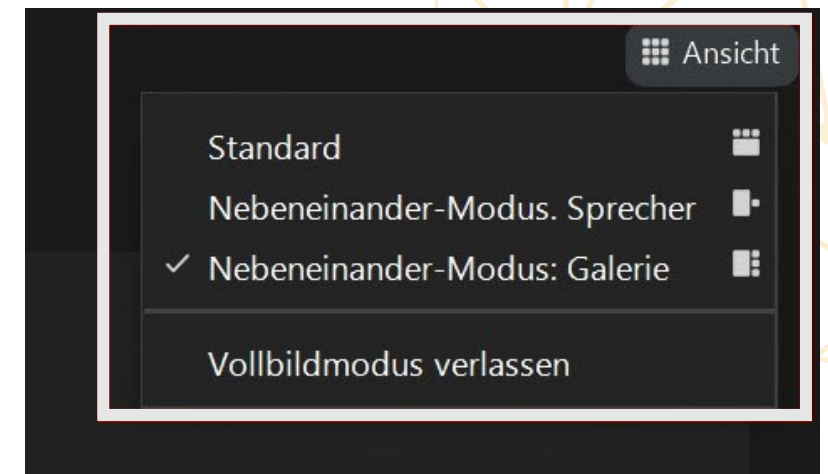 Ansicht
Standard
Nebeneinander-Modus. Sprecher
Nebeneinander-Modus: Galerie
Vollbildmodus verlassen